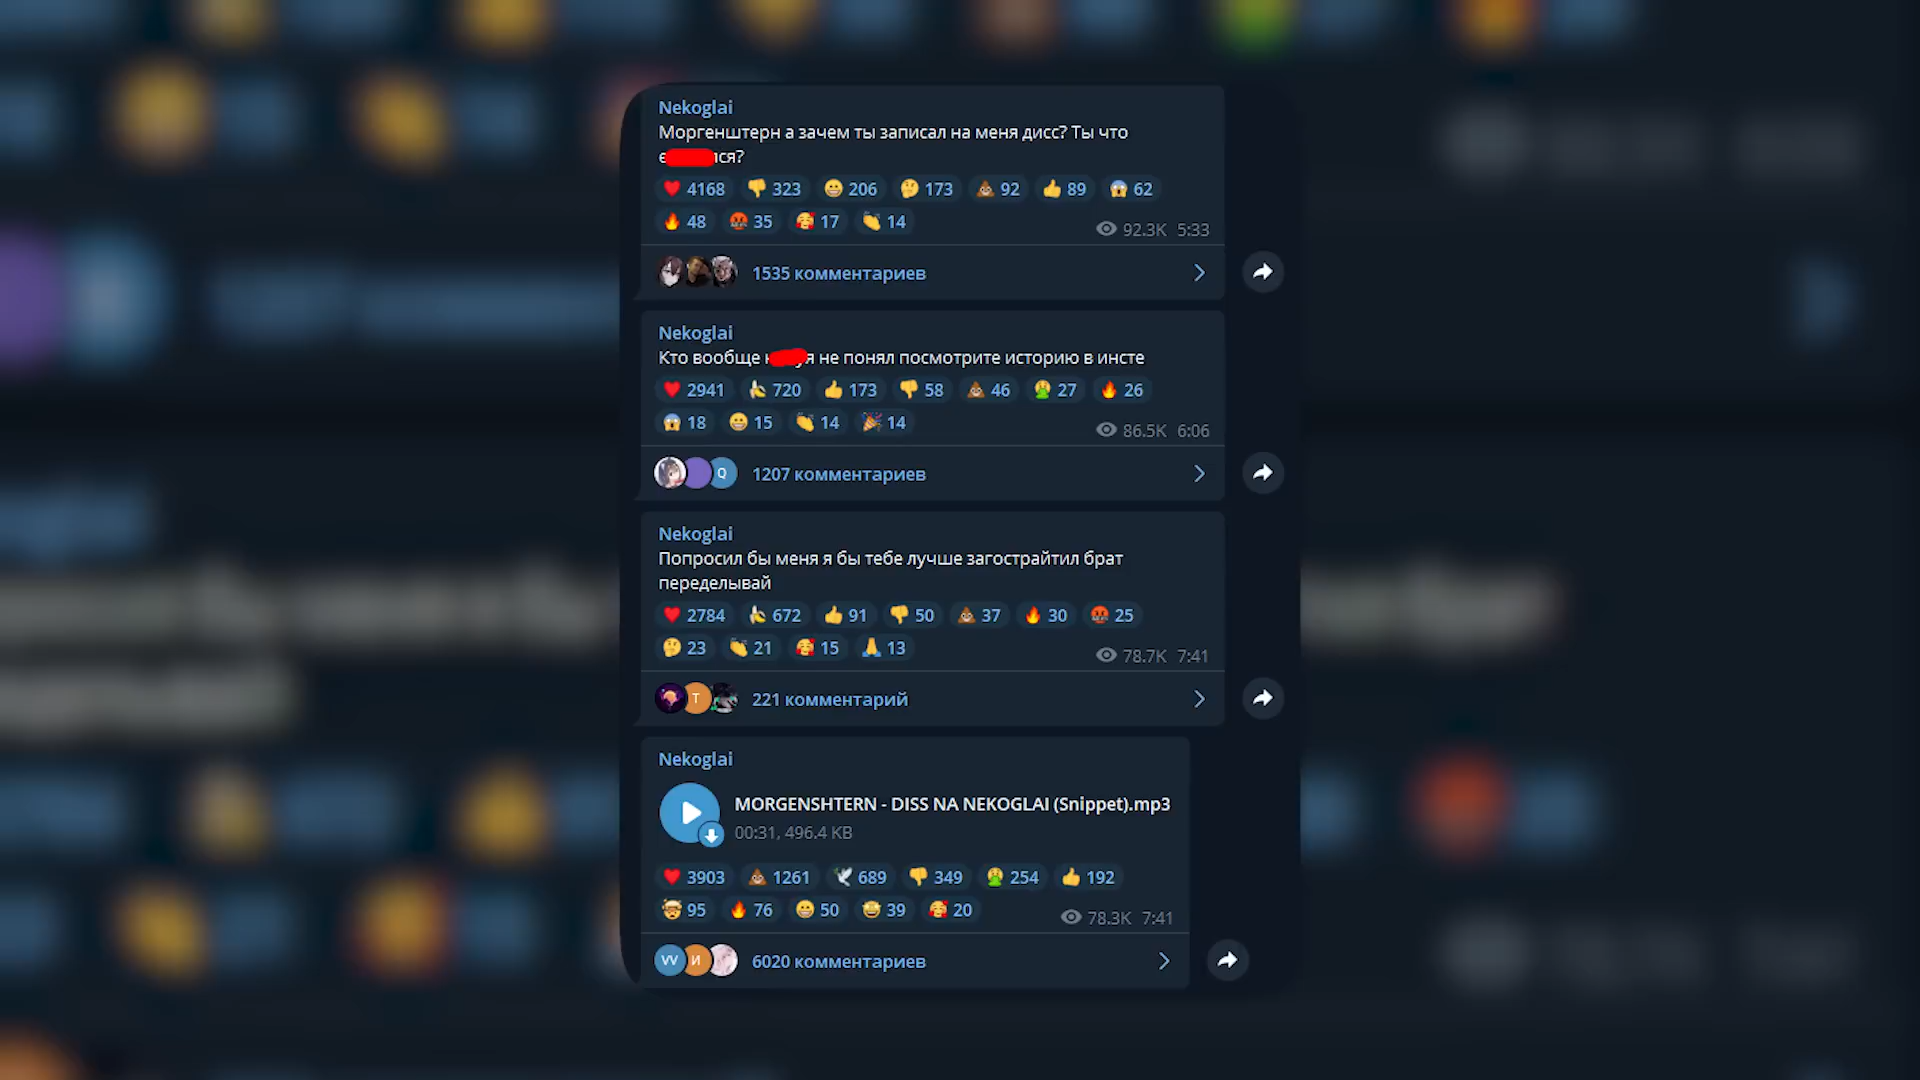 Nekoglai
Моргенштерн а зачем ты записал на меня дисс? Ты что
❤ 4168 👎 323 😁 206 🤔 173 💩 92 👍 89 😱 62
🔥 48 🤬 35 🥰 17 👏 14 92.3K 5:33
1535 комментариев
Nekoglai
Кто вообще не понял посмотрите историю в инсте
❤ 2941 🍌 720 👍 173 👎 58 💩 46 🤮 27 🔥 26
😱 18 😁 15 👏 14 🎉 14 86.5K 6:06
Q 1207 комментариев
Nekoglai
Попросил бы меня я бы тебе лучше загострайтил брат
переделывай
❤ 2784 🍌 672 👍 91 👎 50 💩 37 🔥 30 🤬 25
🤔 23 👏 21 🥰 15 🙏 13 78.7K 7:41
T 221 комментарий
Nekoglai
MORGENSHTERN - DISS NA NEKOGLAI (Snippet).mp3
00:31, 496.4 KB
❤ 3903 💩 1261 🕊 689 👎 349 🤮 254 👍 192
🤯 95 🔥 76 😁 50 🤩 39 🥰 20 78.3K 7:41
VV И 6020 комментариев